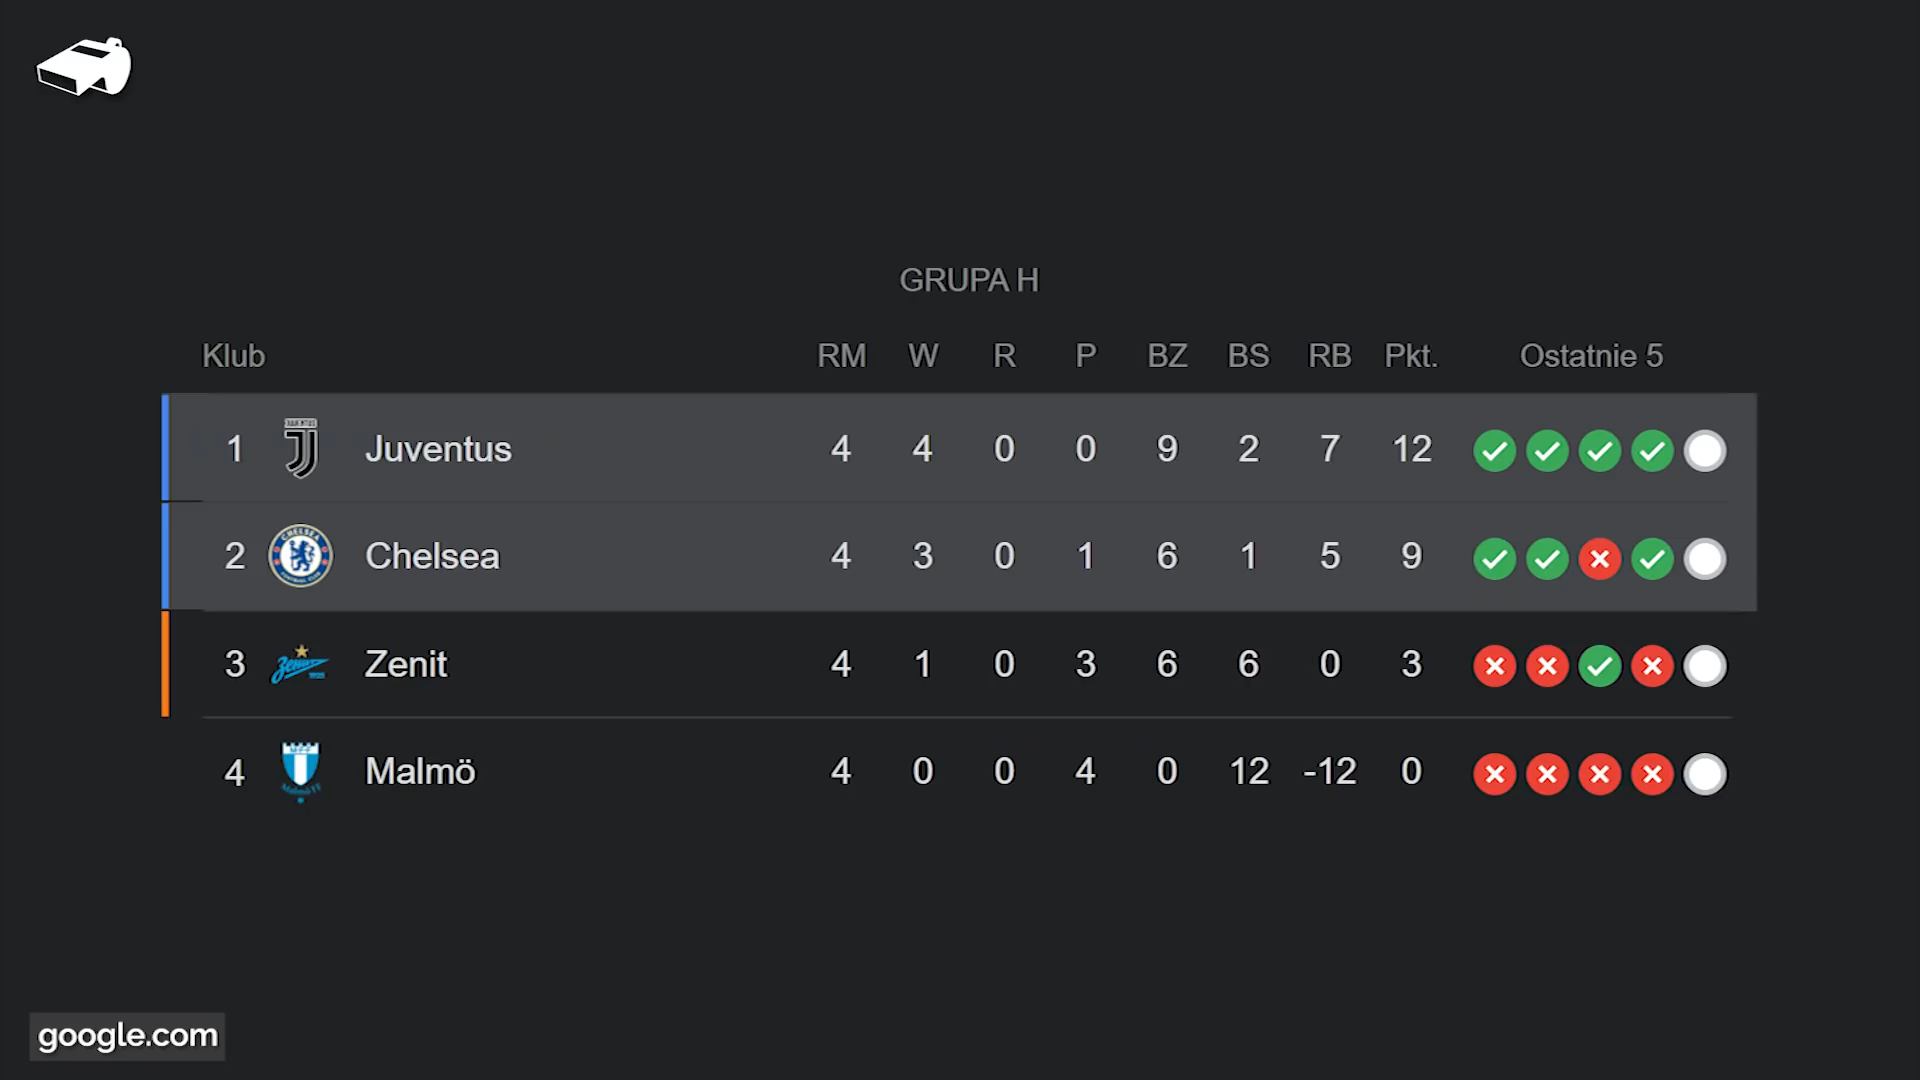 GRUPA H
Klub RM W R P BZ BS RB Pkt. Ostatnie 5
1 Juventus 4 4 0 0 9 2 7 12
2 Chelsea 4 3 0 1 6 1 5 9
3 Zenit 4 1 0 3 6 6 0 3
4 Malmö 4 0 0 4 0 12 -12 0
google.com